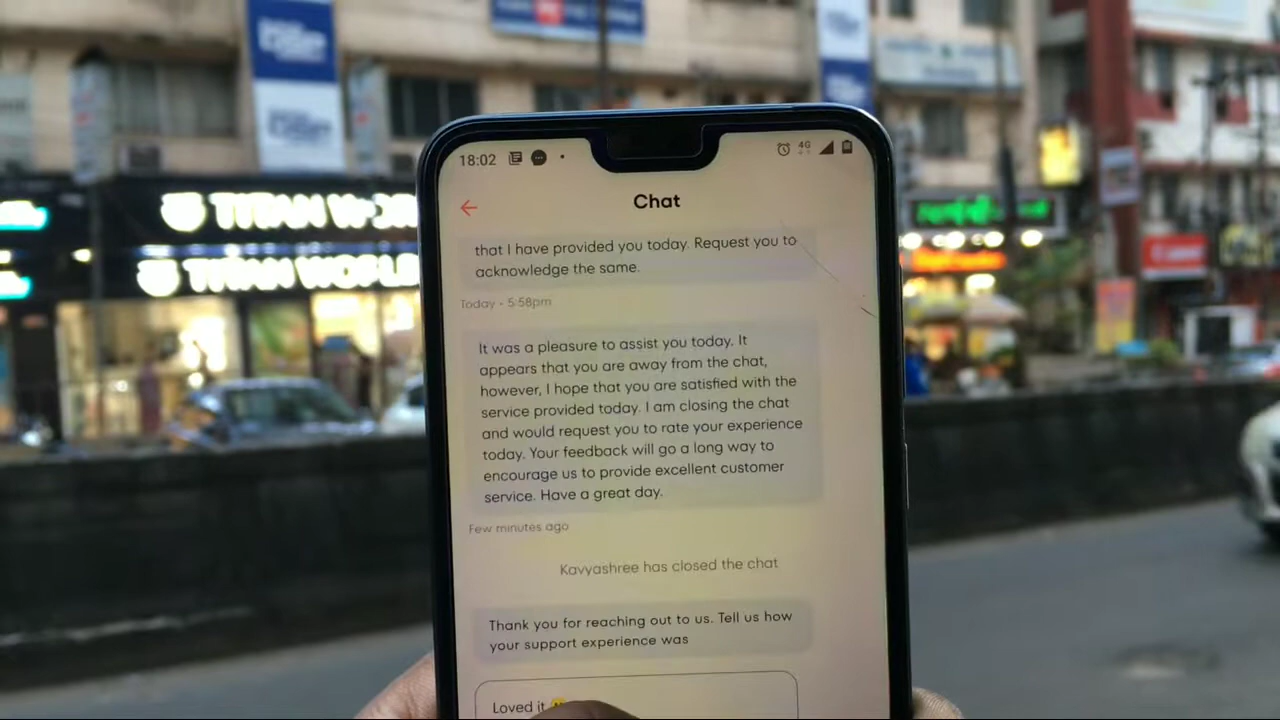 TITAN WORL
TITAN WORLD
18:02
4G
Chat
that I have provided you today. Request you to
acknowledge the same.
Today - 5:58pm
It was a pleasure to assist you today. It
appears that you are away from the chat,
however, I hope that you are satisfied with the
service provided today. I am closing the chat
and would request you to rate your experience
today. Your feedback will go a long way to
encourage us to provide excellent customer
service. Have a great day.
Few minutes ago
Kavyashree has closed the chat
Thank you for reaching out to us. Tell us how
your support experience was
Loved it